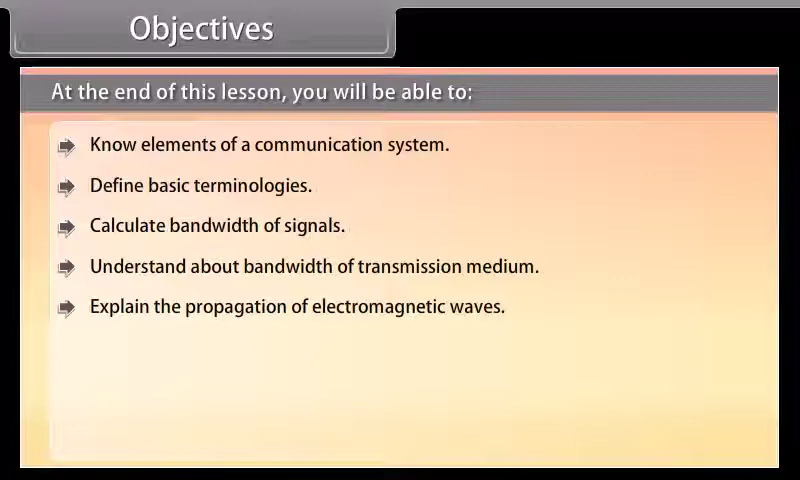 Objectives
At the end of this lesson, you will be able to:
Know elements of a communication system.
Define basic terminologies.
Calculate bandwidth of signals.
Understand about bandwidth of transmission medium.
Explain the propagation of electromagnetic waves.